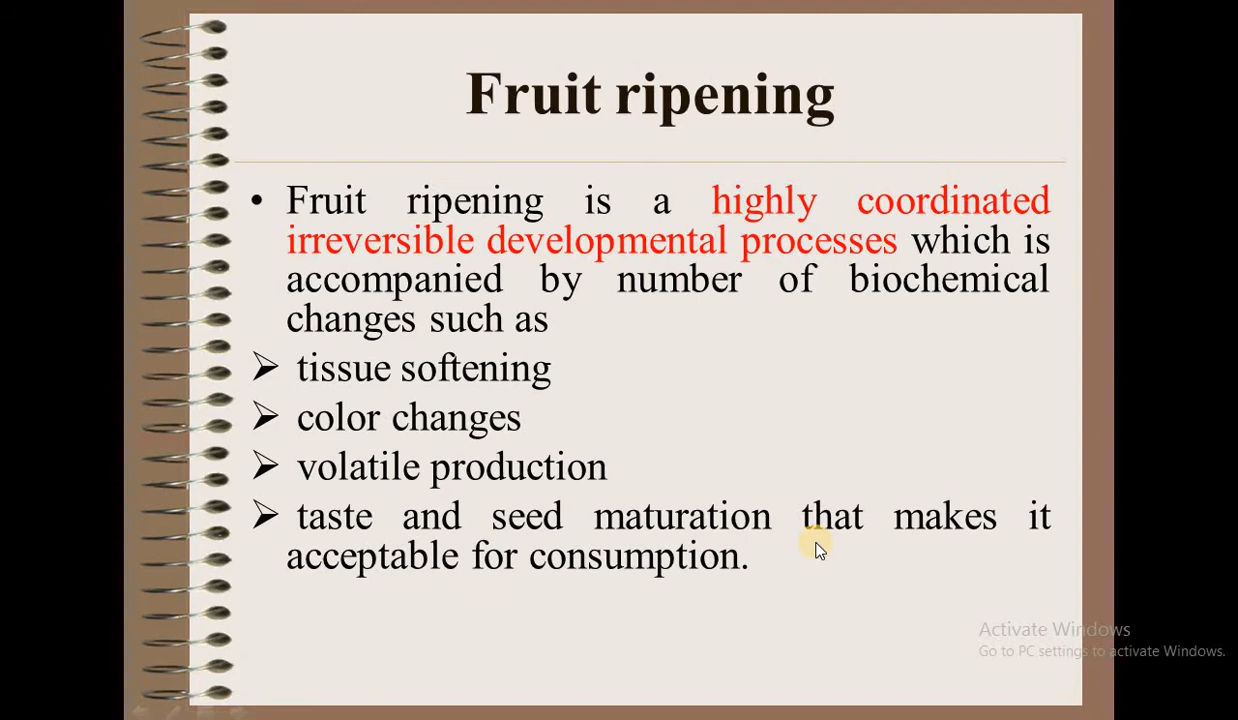 Fruit ripening
• Fruit ripening is a highly coordinated
irreversible developmental processes which is
accompanied by number of biochemical
changes such as
➢ tissue softening
➢ color changes
➢ volatile production
➢ taste and seed maturation that makes it
acceptable for consumption.
Activate Windows
Go to PC settings to activate Windows.